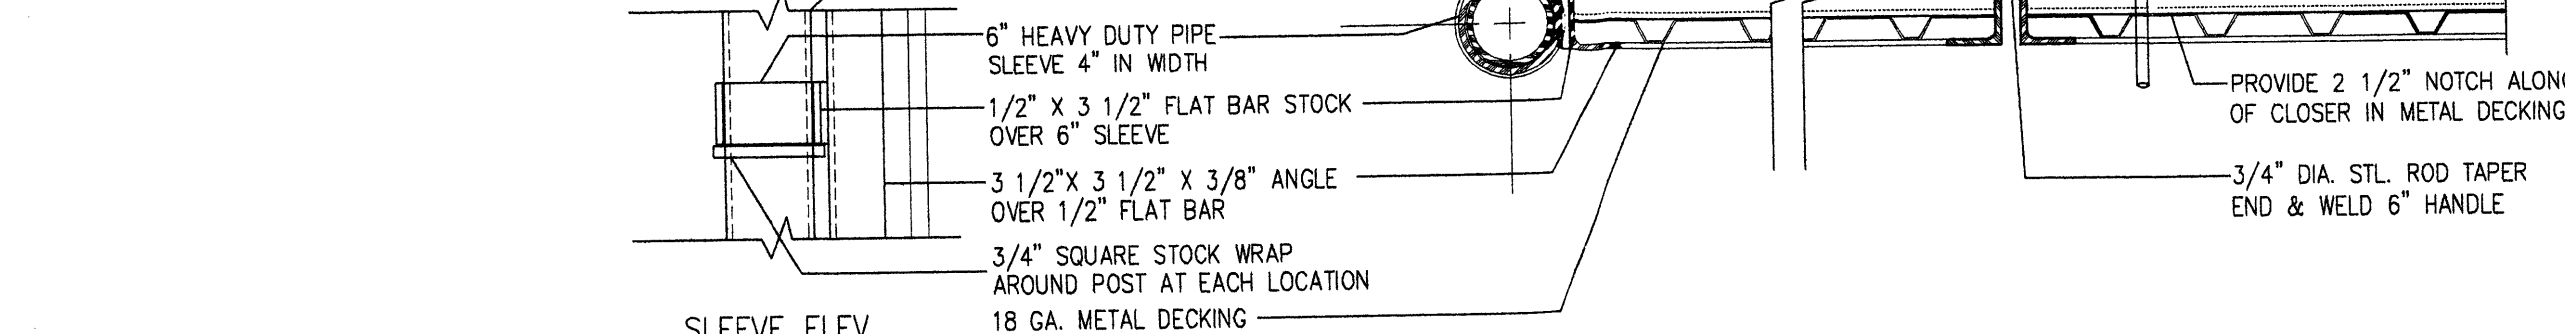 6" HEAVY DUTY PIPE
SLEEVE 4" IN WIDTH
1/2" X 3 1/2" FLAT BAR STOCK
OVER 6" SLEEVE
3 1/2"X 3 1/2" X 3/8" ANGLE
OVER 1/2" FLAT BAR
3/4" SQUARE STOCK WRAP
AROUND POST AT EACH LOCATION
18 GA. METAL DECKING
SLEEVE ELEV
PROVIDE 2 1/2" NOTCH ALONG
OF CLOSER IN METAL DECKING
3/4" DIA. STL. ROD TAPER
END & WELD 6" HANDLE